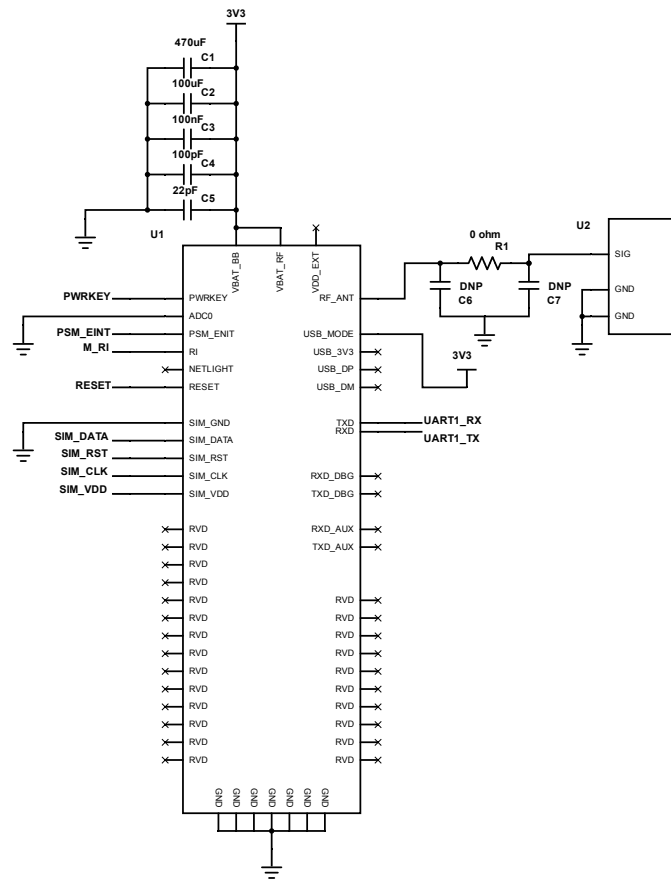 3V3
470uF
C1
100uF
C2
100nF
C3
100pF
C4
22pF
C5
U1
U2
VBAT_BB
VBAT_RF
VDD_EXT
0 ohm
R1
SIG
GND
GND
DNP
C6
DNP
C7
3V3
PWRKEY
PWRKEY
ADC0
PSM_EINT
PSM_ENIT
M_RI
RI
NETLIGHT
RESET
RESET
SIM_GND
SIM_DATA
SIM_DATA
SIM_RST
SIM_RST
SIM_CLK
SIM_CLK
SIM_VDD
SIM_VDD
RVD
RVD
RVD
RVD
RVD
RVD
RVD
RVD
RVD
RVD
RVD
RVD
RVD
RVD
RF_ANT
USB_MODE
USB_3V3
USB_DP
USB_DM
TXD
UART1_RX
RXD
UART1_TX
RXD_DBG
TXD_DBG
RXD_AUX
TXD_AUX
RVD
RVD
RVD
RVD
RVD
RVD
RVD
RVD
RVD
RVD
GND
GND
GND
GND
GND
GND
GND